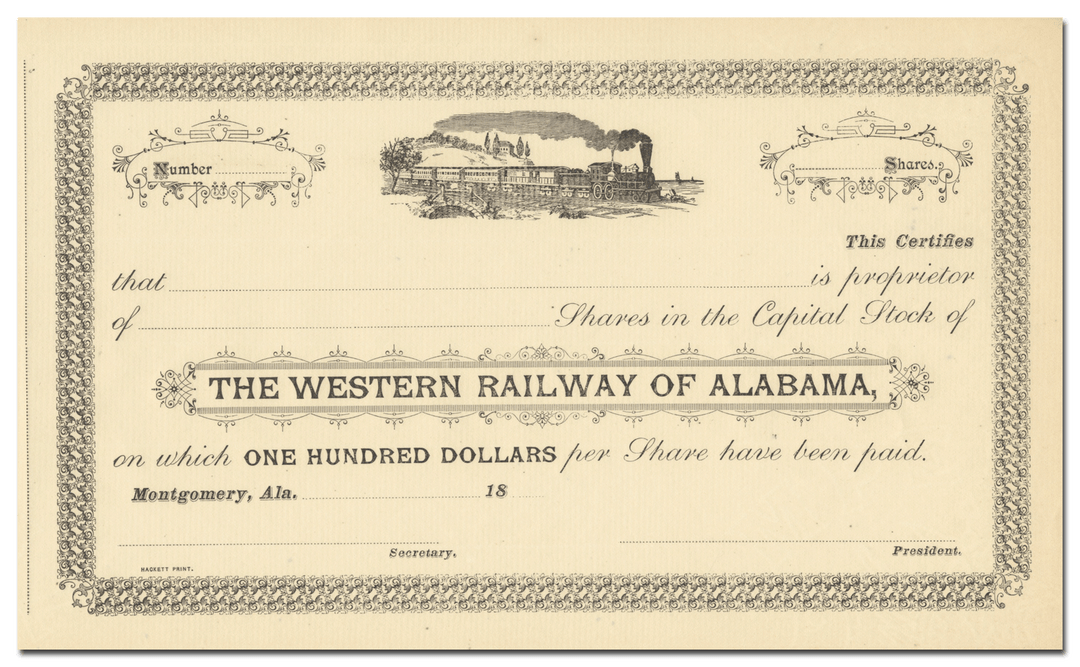 Number
Shares.
This Certifies
that is proprietor
of Shares in the Capital Stock of
THE WESTERN RAILWAY OF ALABAMA,
on which ONE HUNDRED DOLLARS per Share have been paid.
Montgomery, Ala. 18
Secretary. President.
HACKETT PRINT.